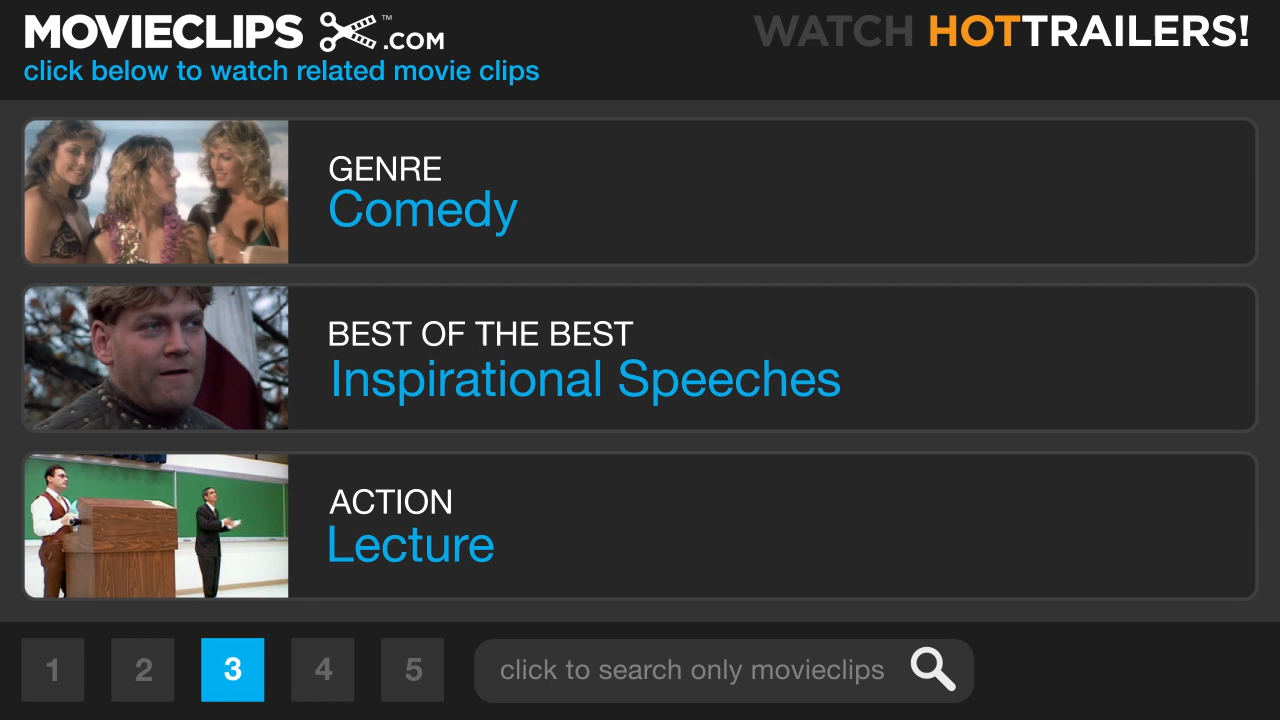 MOVIECLIPS ™ .COM
WATCH HOTTRAILERS!
click below to watch related movie clips
GENRE
Comedy
BEST OF THE BEST
Inspirational Speeches
ACTION
Lecture
1 2 3 4 5 click to search only movieclips